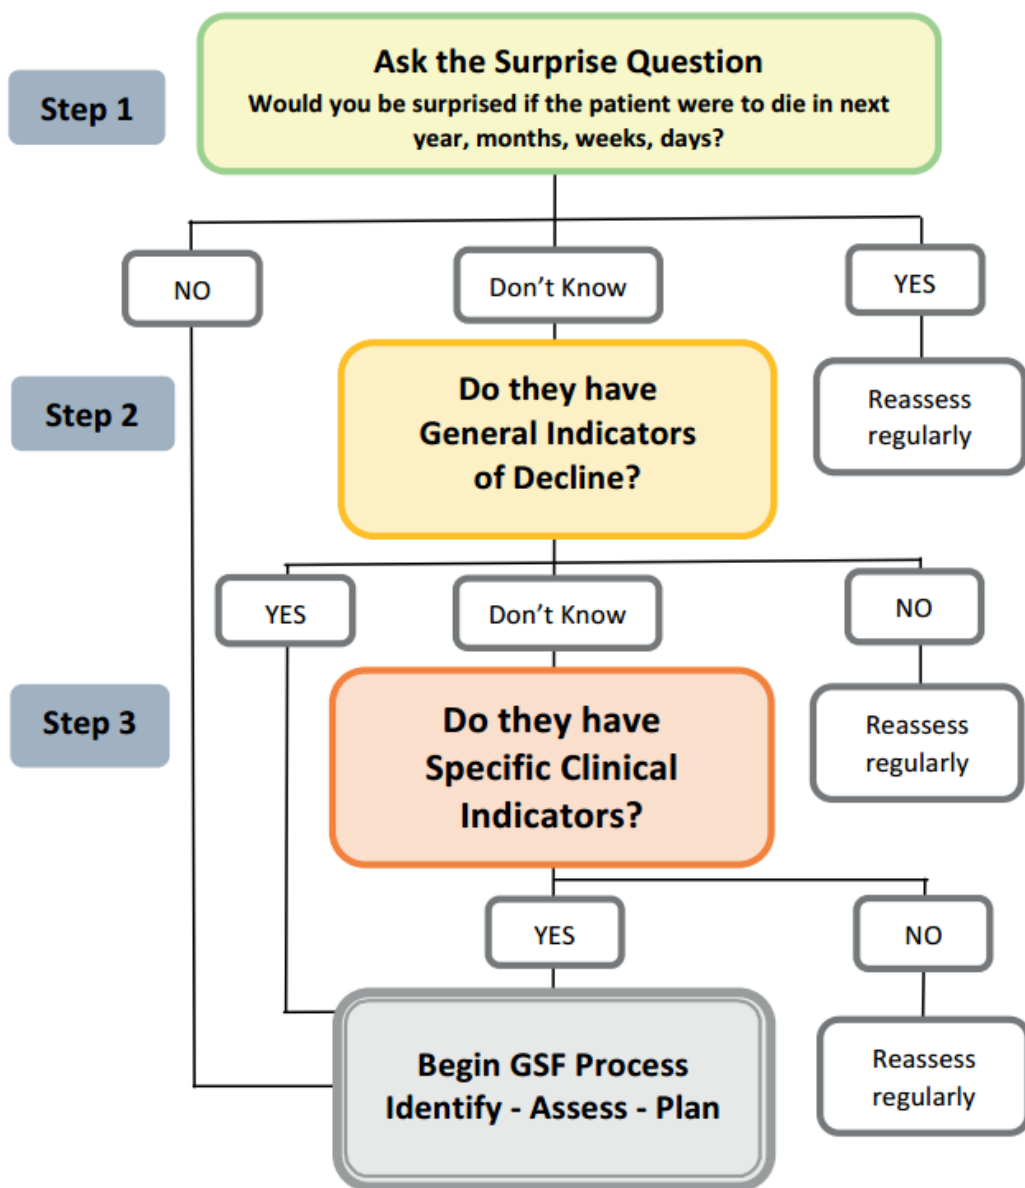 Step 1
Ask the Surprise Question
Would you be surprised if the patient were to die in next
year, months, weeks, days?
NO
Don't Know
YES
Step 2
Do they have
General Indicators
of Decline?
Reassess
regularly
YES
Don't Know
NO
Step 3
Do they have
Specific Clinical
Indicators?
Reassess
regularly
YES
NO
Begin GSF Process
Identify - Assess - Plan
Reassess
regularly